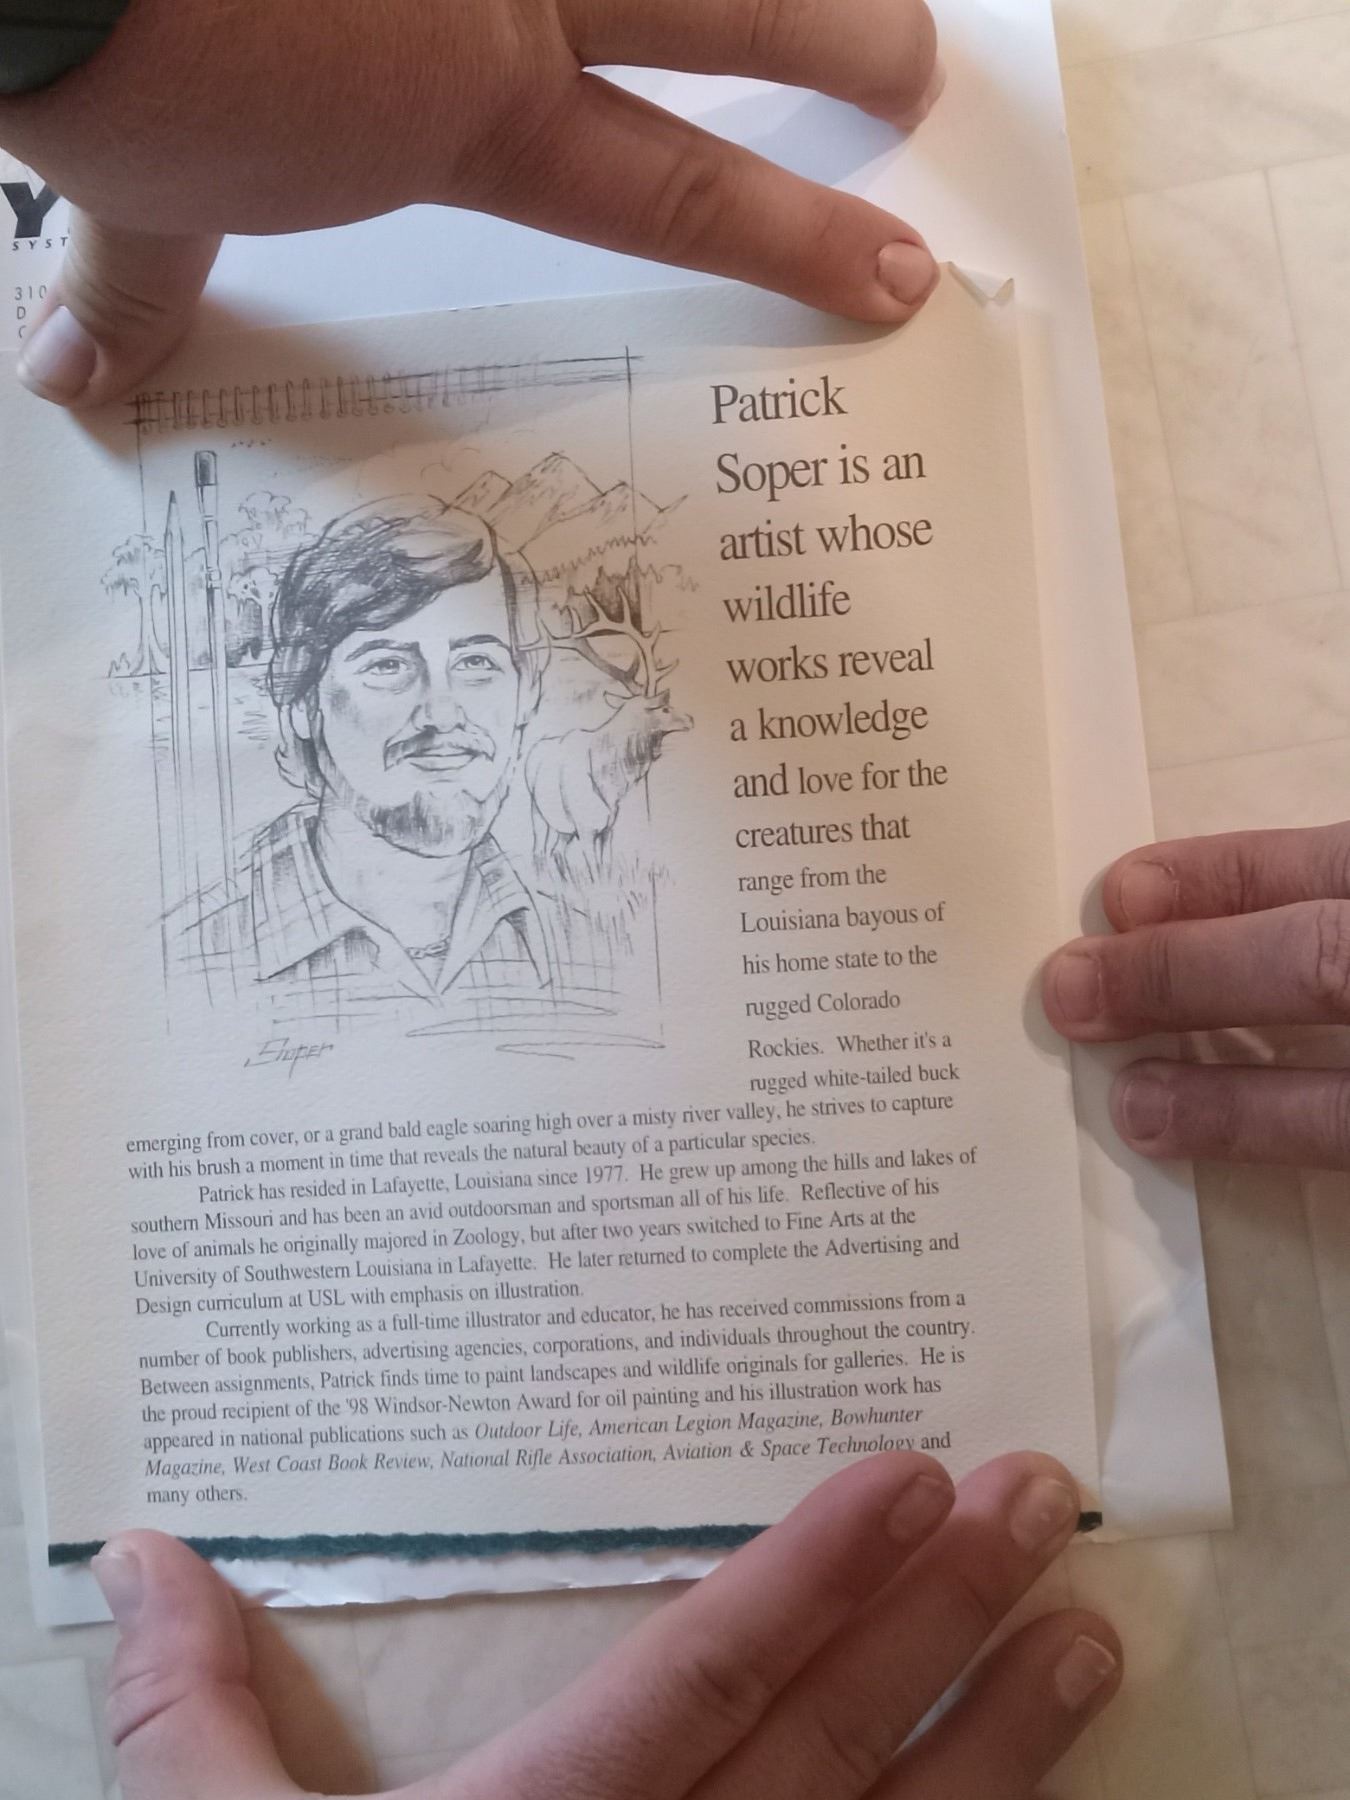 Y
SYST
310
D
C
Patrick
Soper is an
artist whose
wildlife
works reveal
a knowledge
and love for the
creatures that
range from the
Louisiana bayous of
his home state to the
rugged Colorado
Rockies. Whether it's a
rugged white-tailed buck
emerging from cover, or a grand bald eagle soaring high over a misty river valley, he strives to capture
with his brush a moment in time that reveals the natural beauty of a particular species.
Patrick has resided in Lafayette, Louisiana since 1977. He grew up among the hills and lakes of
southern Missouri and has been an avid outdoorsman and sportsman all of his life. Reflective of his
love of animals he originally majored in Zoology, but after two years switched to Fine Arts at the
University of Southwestern Louisiana in Lafayette. He later returned to complete the Advertising and
Design curriculum at USL with emphasis on illustration.
Currently working as a full-time illustrator and educator, he has received commissions from a
number of book publishers, advertising agencies, corporations, and individuals throughout the country.
Between assignments, Patrick finds time to paint landscapes and wildlife originals for galleries. He is
the proud recipient of the '98 Windsor-Newton Award for oil painting and his illustration work has
appeared in national publications such as Outdoor Life, American Legion Magazine, Bowhunter
Magazine, West Coast Book Review, National Rifle Association, Aviation & Space Technology and
many others.
Soper